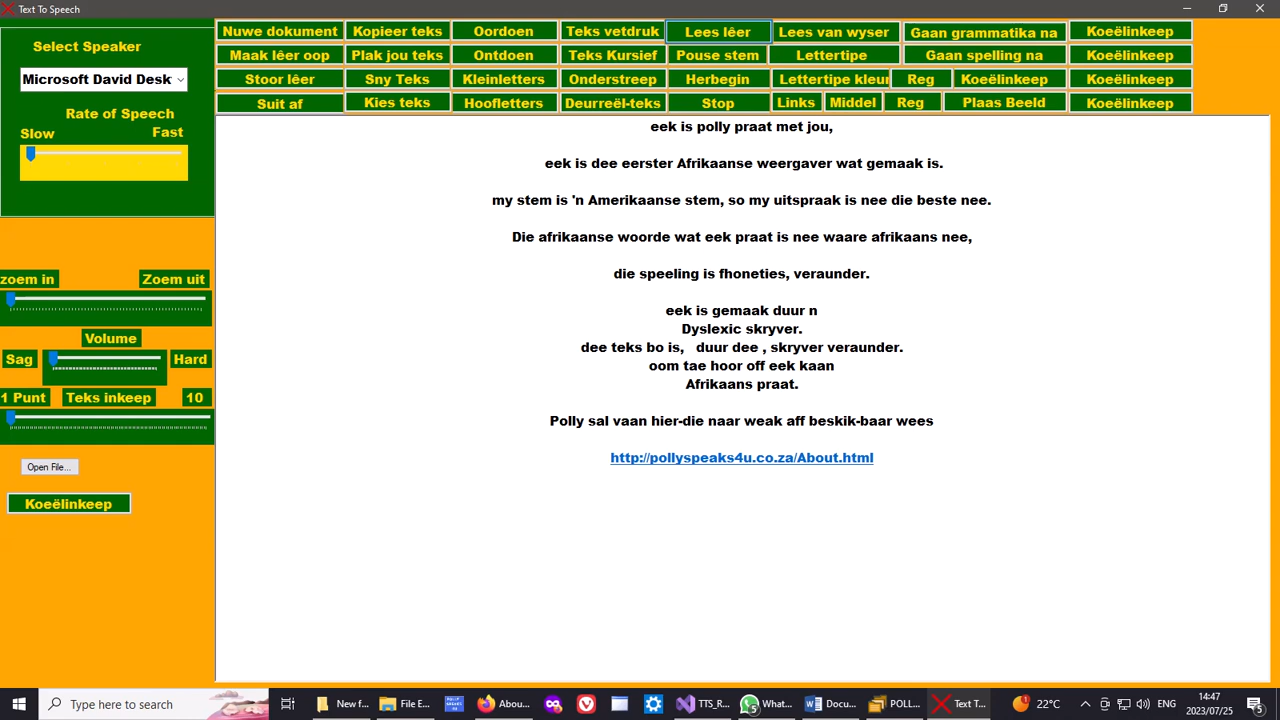 Text To Speech
Select Speaker
Microsoft David Desk
Rate of Speech
Slow Fast
zoem in Zoem uit
Volume
Sag Hard
1 Punt Teks inkeep 10
Open File...
Koeëlinkeep
Nuwe dokument Kopieer teks Oordoen Teks vetdruk Lees lêer Lees van wyser Gaan grammatika na Koeëlinkeep
Maak lêer oop Plak jou teks Ontdoen Teks Kursief Pouse stem Lettertipe Gaan spelling na Koeëlinkeep
Stoor lêer Sny Teks Kleinletters Onderstreep Herbegin Lettertipe kleur Reg Koeëlinkeep Koeëlinkeep
Suit af Kies teks Hoofletters Deurreël-teks Stop Links Middel Reg Plaas Beeld Koeëlinkeep
eek is polly praat met jou,
eek is dee eerster Afrikaanse weergaver wat gemaak is.
my stem is 'n Amerikaanse stem, so my uitspraak is nee die beste nee.
Die afrikaanse woorde wat eek praat is nee waare afrikaans nee,
die speeling is fhoneties, veraunder.
eek is gemaak duur n
Dyslexic skryver.
dee teks bo is, duur dee , skryver veraunder.
oom tae hoor off eek kaan
Afrikaans praat.
Polly sal vaan hier-die naar weak aff beskik-baar wees
http://pollyspeaks4u.co.za/About.html
Type here to search
New f... File E... Abou... TTS_R... What... Docu... POLL... Text T... 22°C ENG
14:47
2023/07/25